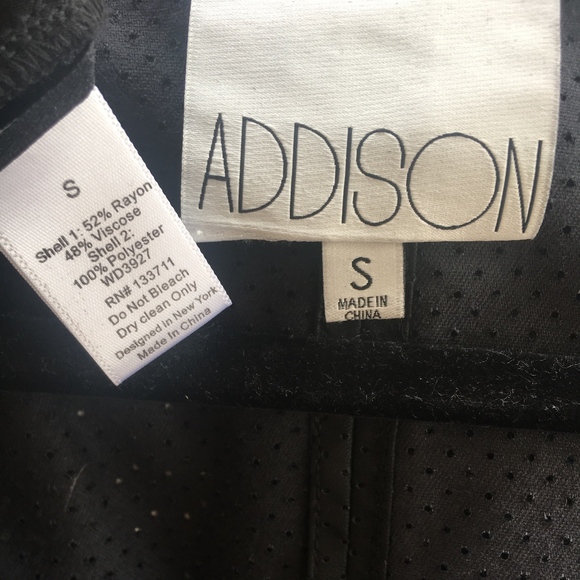 ADDISON
S
MADE IN
CHINA
S
Shell 1: 52% Rayon
48% Viscose
Shell 2:
100% Polyester
WD3927
RN# 133711
Do Not Bleach
Dry clean Only
Designed in New York
Made In China